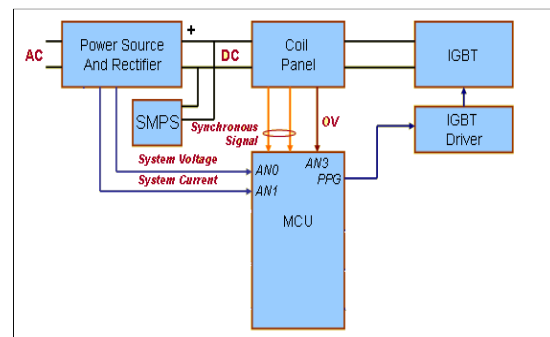 AC
Power Source
And Rectifier
+
DC
Coil
Panel
IGBT
SMPS
Synchronous
Signal
OV
IGBT
Driver
System Voltage
System Current
AN0
AN1
AN3
PPG
MCU